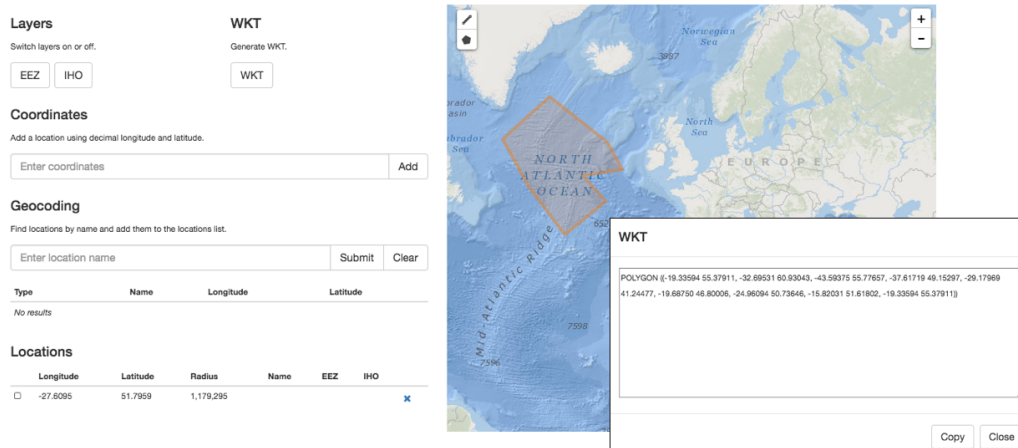 Layers
Switch layers on or off.
EEZ IHO
WKT
Generate WKT.
WKT
Coordinates
Add a location using decimal longitude and latitude.
Enter coordinates Add
Geocoding
Find locations by name and add them to the locations list.
Enter location name Submit Clear
Type Name Longitude Latitude
No results
Locations
Longitude Latitude Radius Name EEZ IHO
-27.6095 51.7959 1,179,295
+
−
Norwegian
Sea
3987
North
Sea
EUROPE
NORTH
ATLANTIC
OCEAN
Mid-Atlantic Ridge
7598
WKT
POLYGON ((-19.33594 55.37911, -32.69531 60.93043, -43.59375 55.77657, -37.61719 49.15297, -29.17969
41.24477, -19.68750 46.80006, -24.96094 50.73646, -15.82031 51.61802, -19.33594 55.37911))
Copy Close